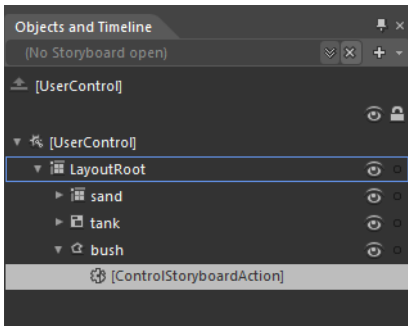 Objects and Timeline
(No Storyboard open)
[UserControl]
[UserControl]
LayoutRoot
sand
tank
bush
[ControlStoryboardAction]